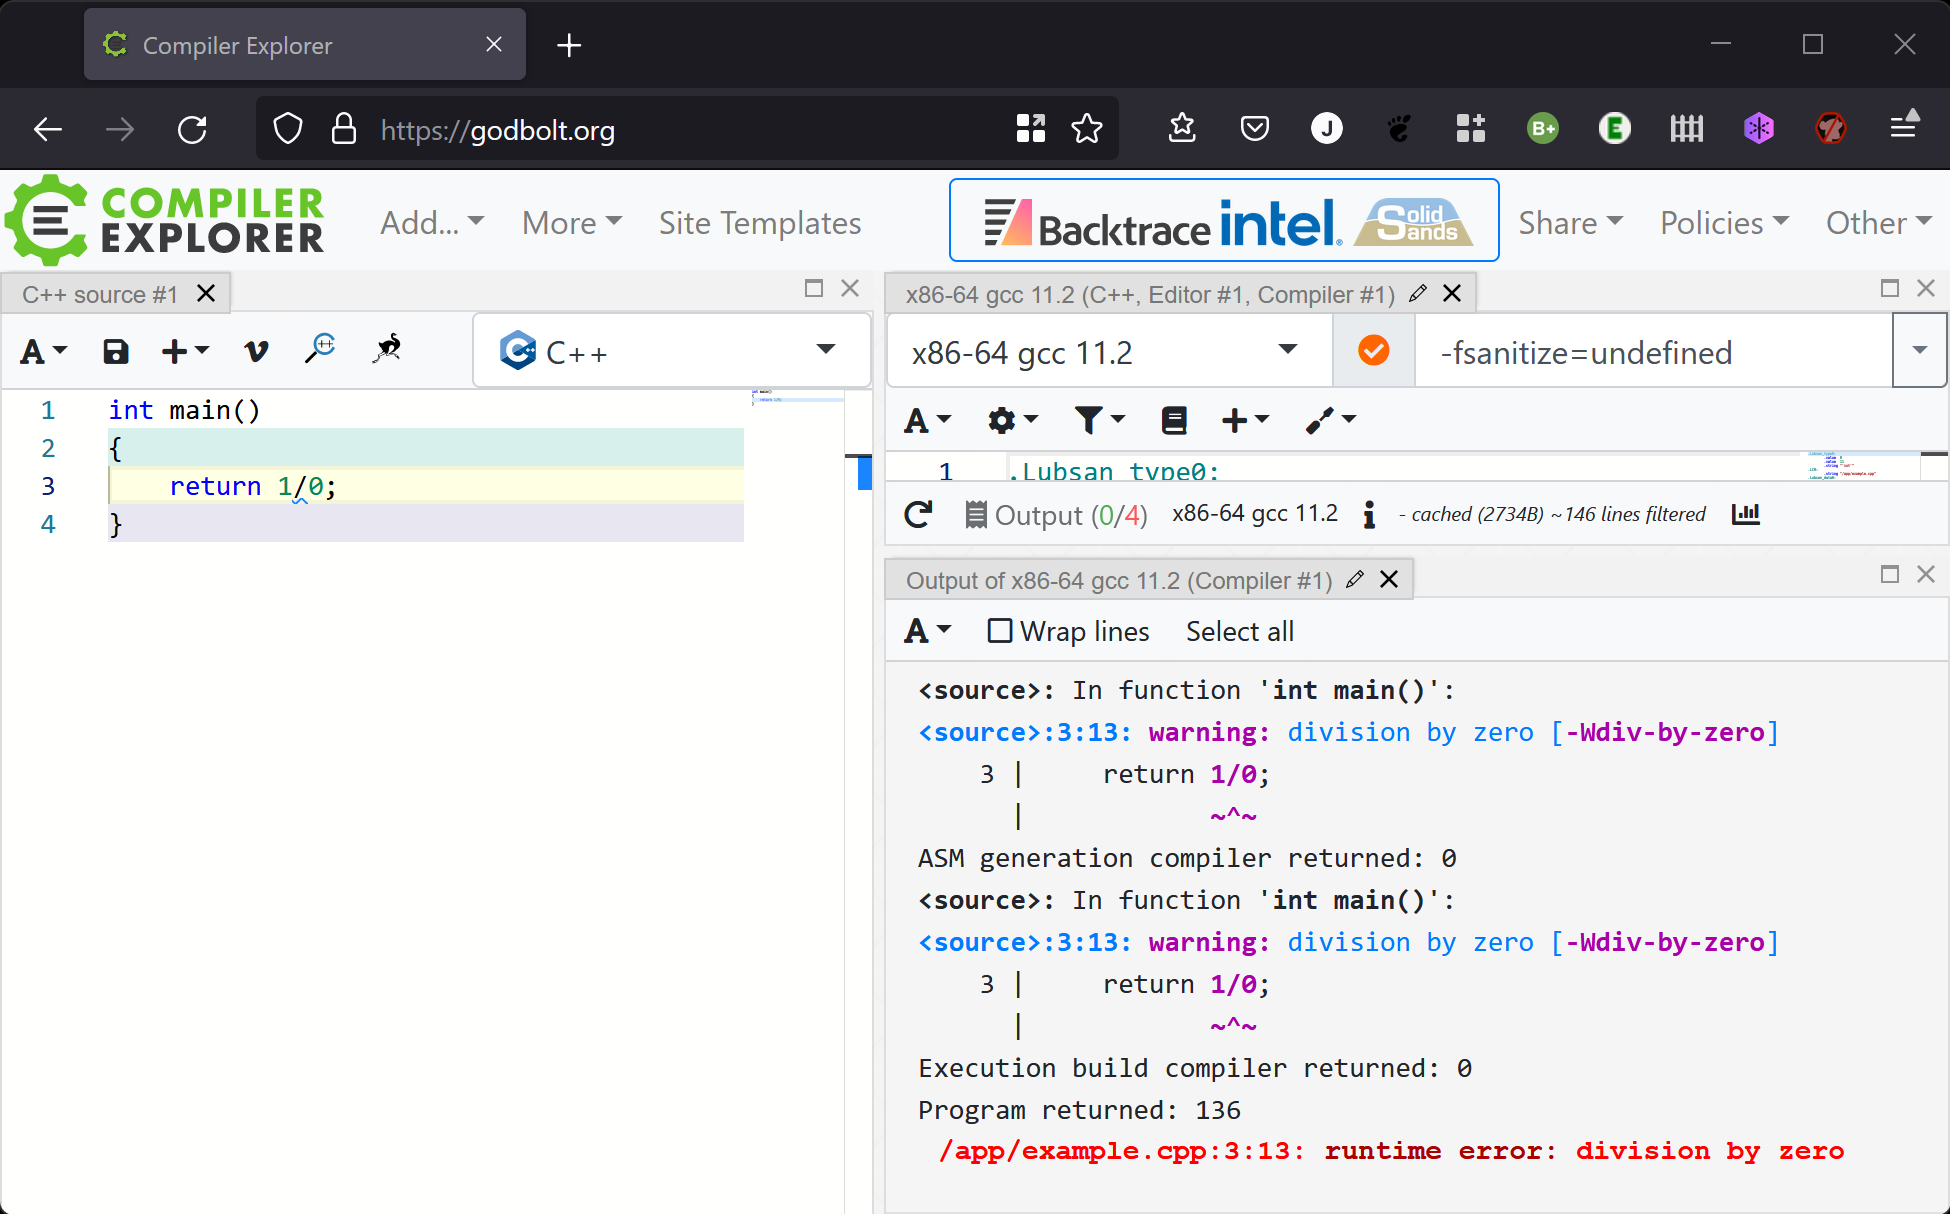 Compiler Explorer
https://godbolt.org
COMPILER
EXPLORER
Add...
More
Site Templates
Backtrace
intel.
Solid
Sands
Share
Policies
Other
C++ source #1
A
C++
1 int main()
2 {
3     return 1/0;
4 }
x86-64 gcc 11.2 (C++, Editor #1, Compiler #1)
x86-64 gcc 11.2
-fsanitize=undefined
A
1 .Lubsan_type0:
Output (0/4) x86-64 gcc 11.2 - cached (2734B) ~146 lines filtered
Output of x86-64 gcc 11.2 (Compiler #1)
A Wrap lines Select all
<source>: In function 'int main()':
<source>:3:13: warning: division by zero [-Wdiv-by-zero]
    3 |     return 1/0;
      |            ~^~
ASM generation compiler returned: 0
<source>: In function 'int main()':
<source>:3:13: warning: division by zero [-Wdiv-by-zero]
    3 |     return 1/0;
      |            ~^~
Execution build compiler returned: 0
Program returned: 136
/app/example.cpp:3:13: runtime error: division by zero